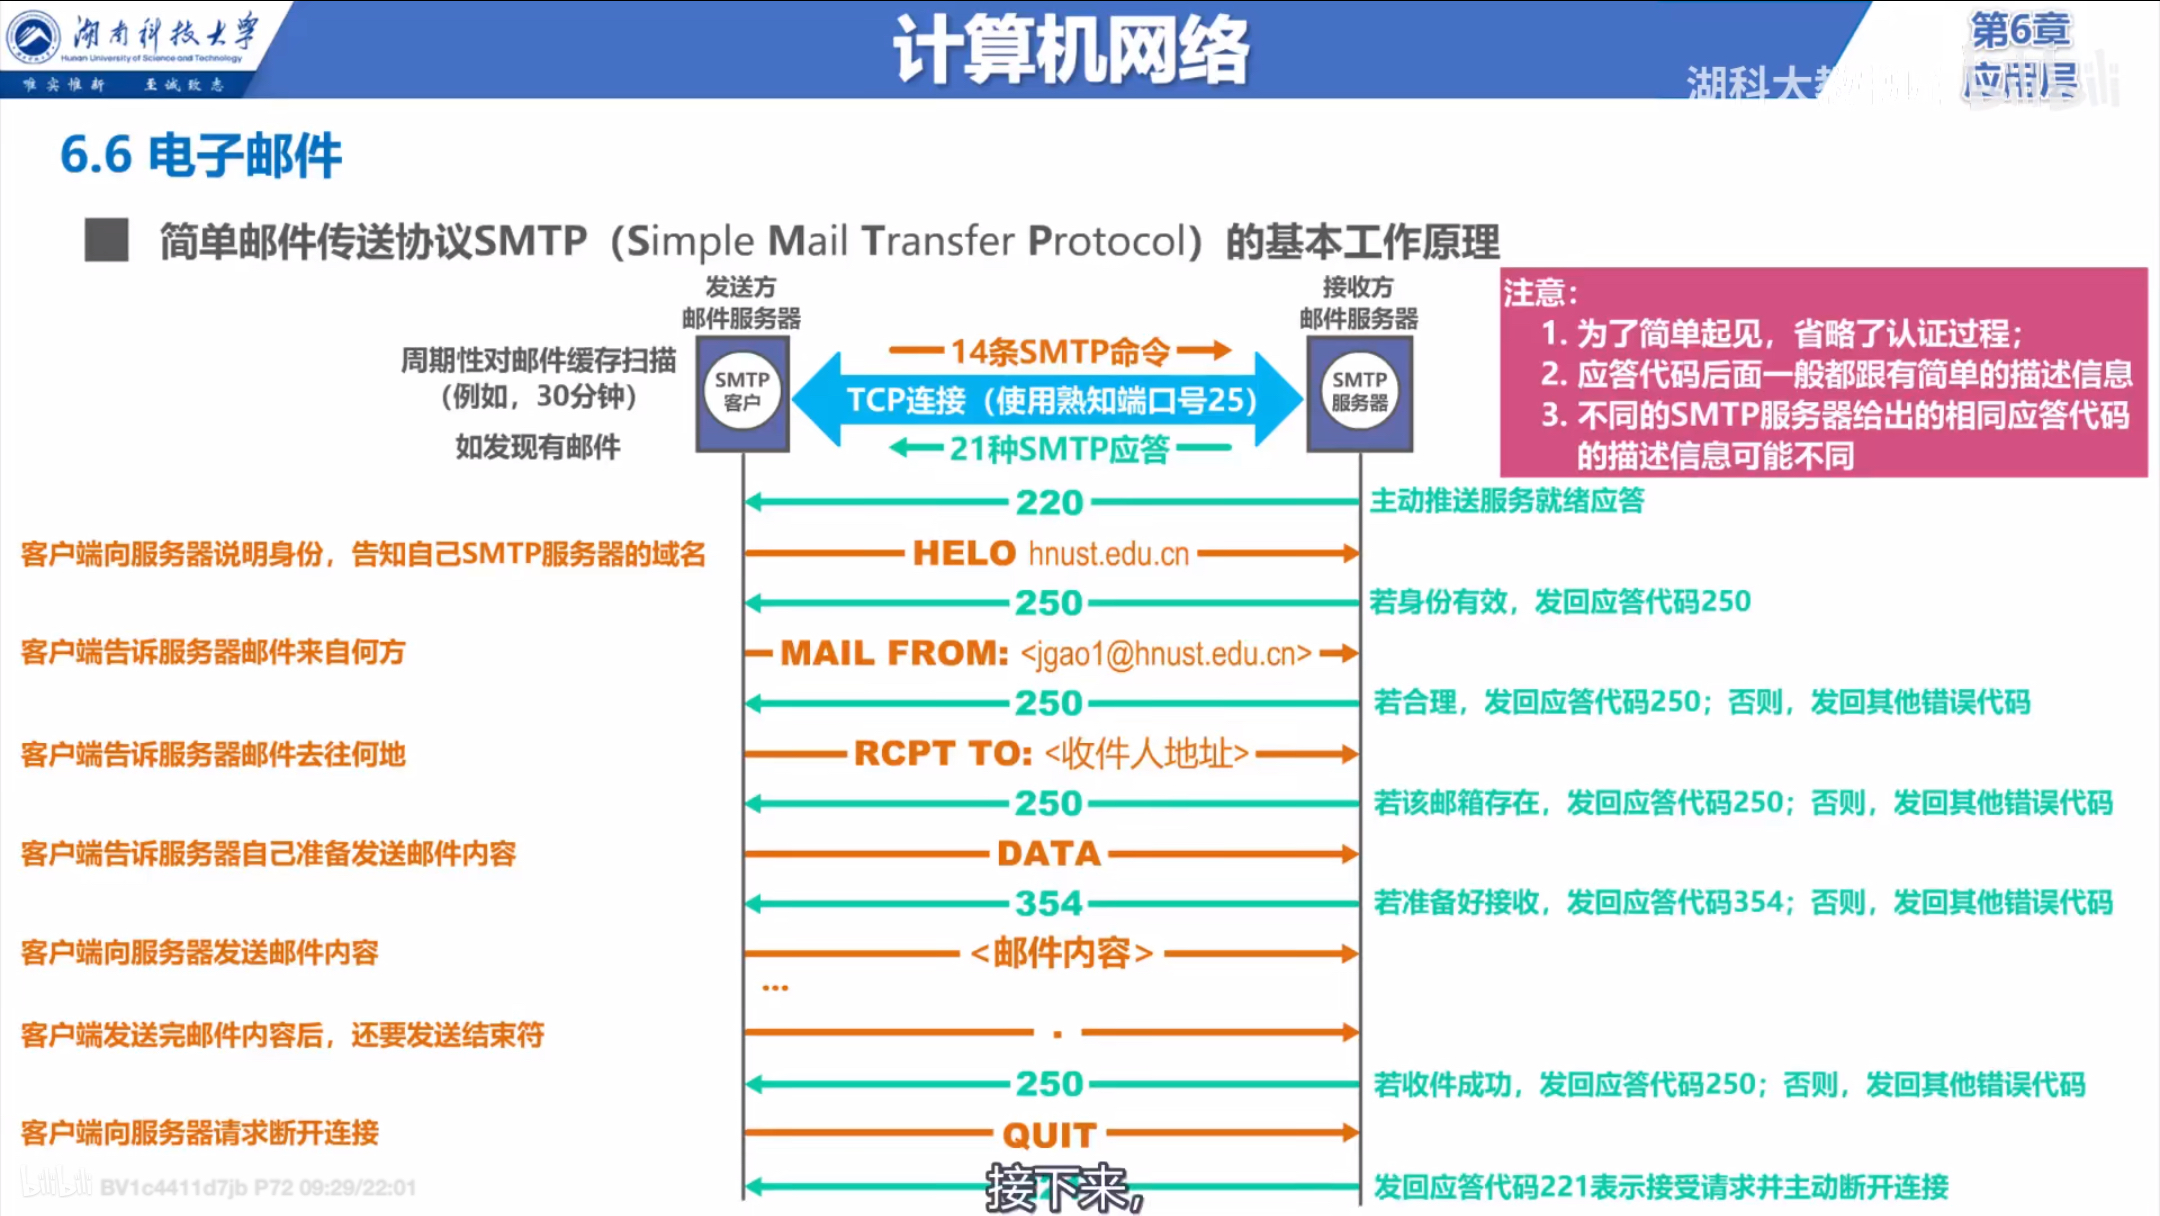 湖南科技大学
Hunan University of Science and Technology
唯实惟新 至诚致志
计算机网络
第6章
应用层
湖科大教
bilibili
6.6 电子邮件
简单邮件传送协议SMTP（Simple Mail Transfer Protocol）的基本工作原理
发送方
邮件服务器
接收方
邮件服务器
周期性对邮件缓存扫描
（例如，30分钟）
如发现有邮件
SMTP
客户
14条SMTP命令
TCP连接（使用熟知端口号25）
21种SMTP应答
SMTP
服务器
注意：
1. 为了简单起见，省略了认证过程；
2. 应答代码后面一般都跟有简单的描述信息
3. 不同的SMTP服务器给出的相同应答代码
的描述信息可能不同
220 主动推送服务就绪应答
客户端向服务器说明身份，告知自己SMTP服务器的域名 HELO hnust.edu.cn
250 若身份有效，发回应答代码250
客户端告诉服务器邮件来自何方 MAIL FROM: <jgao1@hnust.edu.cn>
250 若合理，发回应答代码250；否则，发回其他错误代码
客户端告诉服务器邮件去往何地 RCPT TO: <收件人地址>
250 若该邮箱存在，发回应答代码250；否则，发回其他错误代码
客户端告诉服务器自己准备发送邮件内容 DATA
354 若准备好接收，发回应答代码354；否则，发回其他错误代码
客户端向服务器发送邮件内容 <邮件内容>
...
客户端发送完邮件内容后，还要发送结束符 .
250 若收件成功，发回应答代码250；否则，发回其他错误代码
客户端向服务器请求断开连接 QUIT
发回应答代码221表示接受请求并主动断开连接
接下来，
bilibili BV1c4411d7jb P72 09:29/22:01